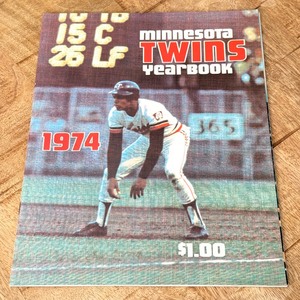 15 C
26 LF
minnesota
TWINS
YearBOOK
1974
365
$1.00